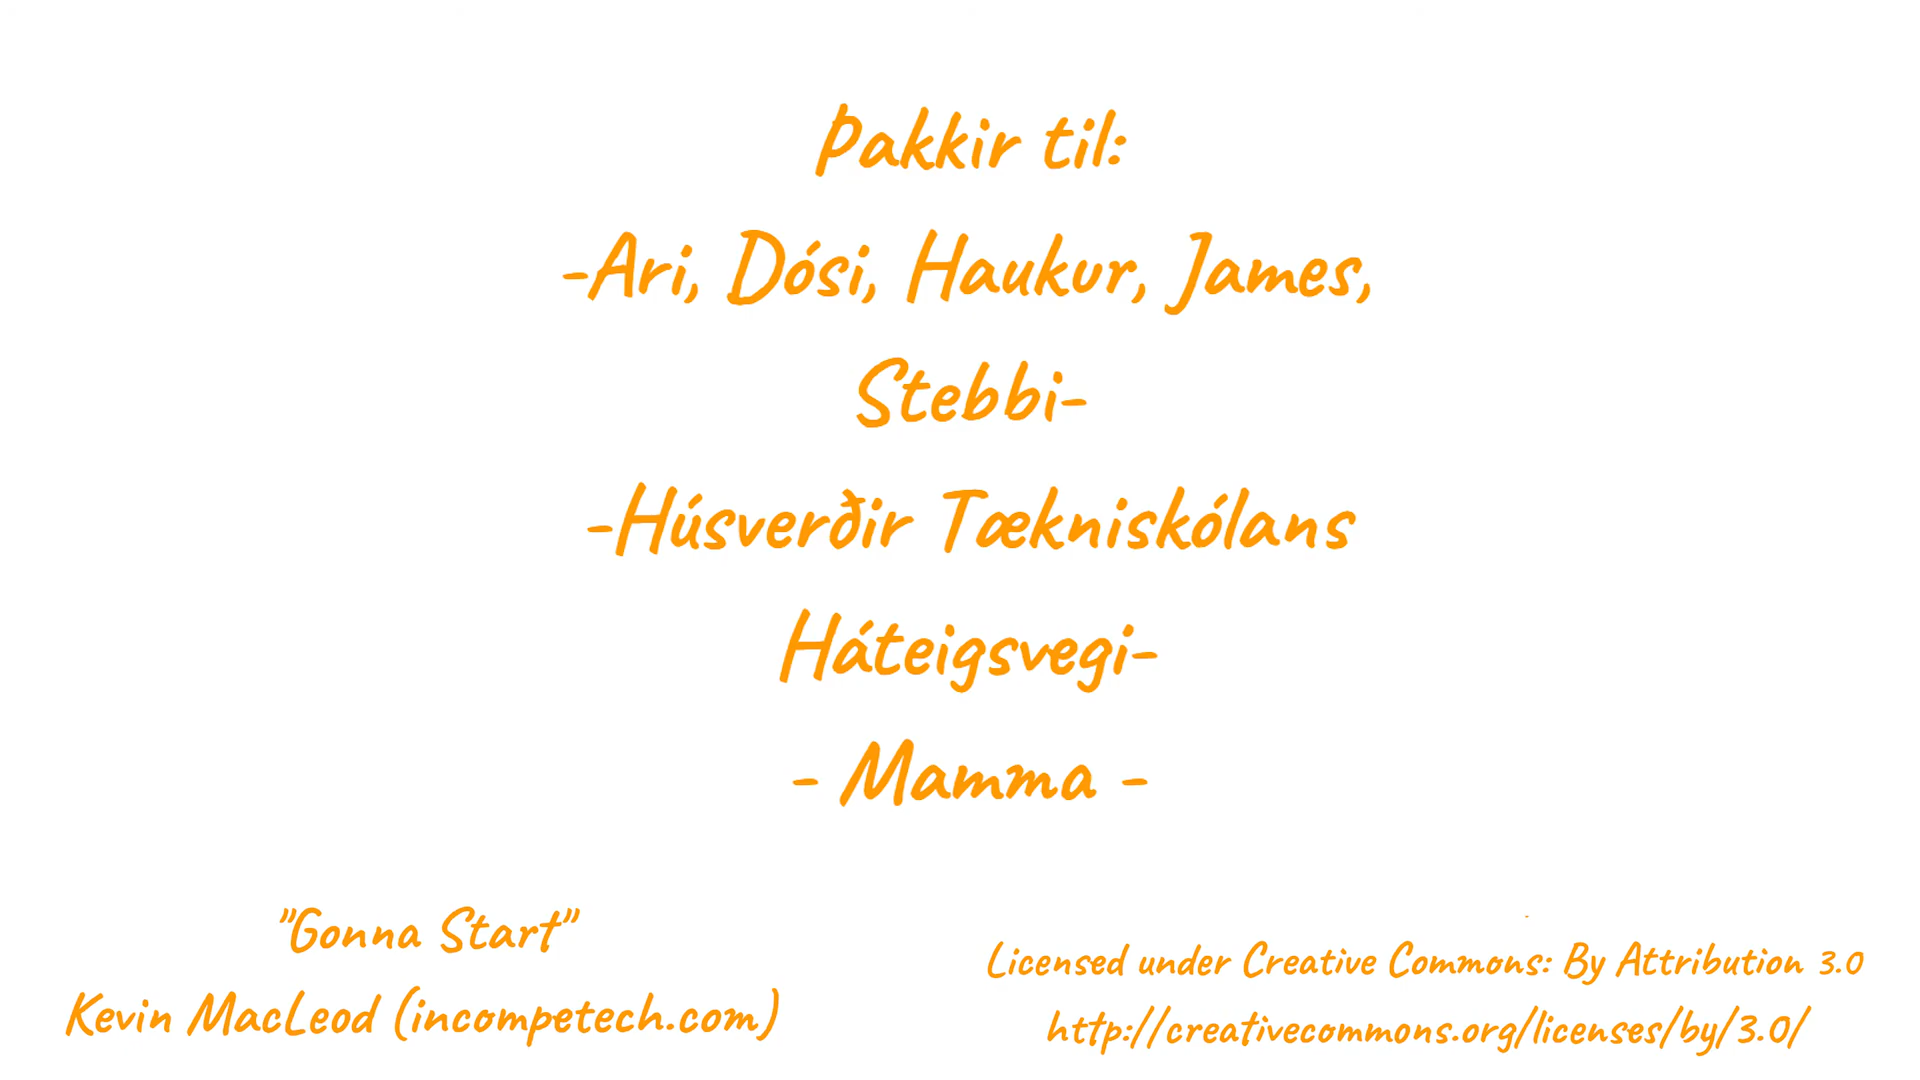 Þakkir til:
-Ari, Dósi, Haukur, James,
Stebbi-
-Húsverðir Tækniskólans
Háteigsvegi-
- Mamma -
"Gonna Start"
Kevin MacLeod (incompetech.com)
Licensed under Creative Commons: By Attribution 3.0
http://creativecommons.org/licenses/by/3.0/